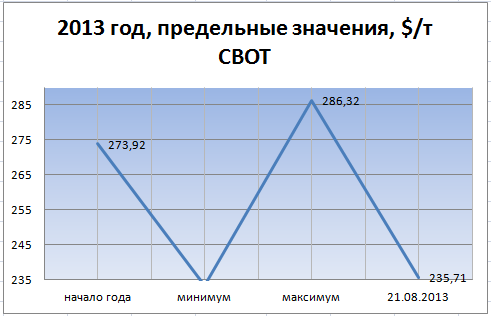 2013 год, предельные значения, $/т
СВОТ
285
275
265
255
245
235
273,92
286,32
235,71
начало года
минимум
максимум
21.08.2013